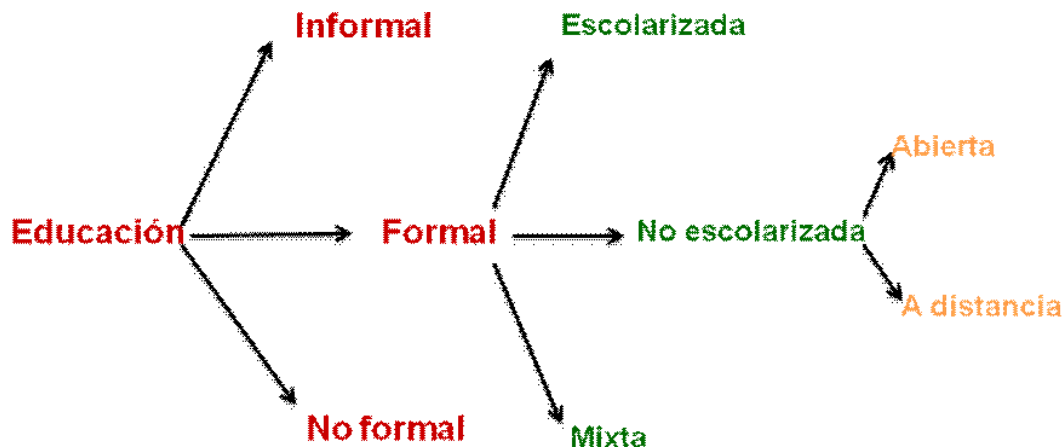 Informal
Escolarizada
Abierta
Educación
Formal
No escolarizada
A distancia
No formal
Mixta